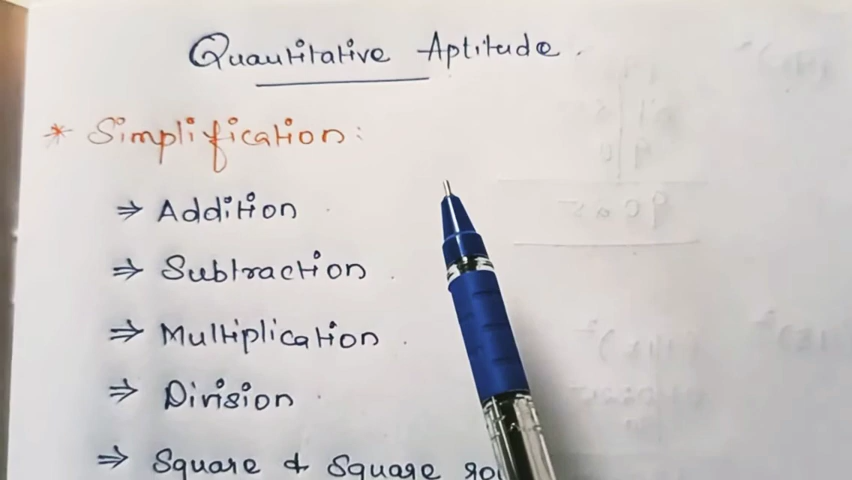 Quantitative Aptitude.
* Simplification:
⇒ Addition
⇒ Subtraction
⇒ Multiplication
⇒ Division
⇒ Square & Square